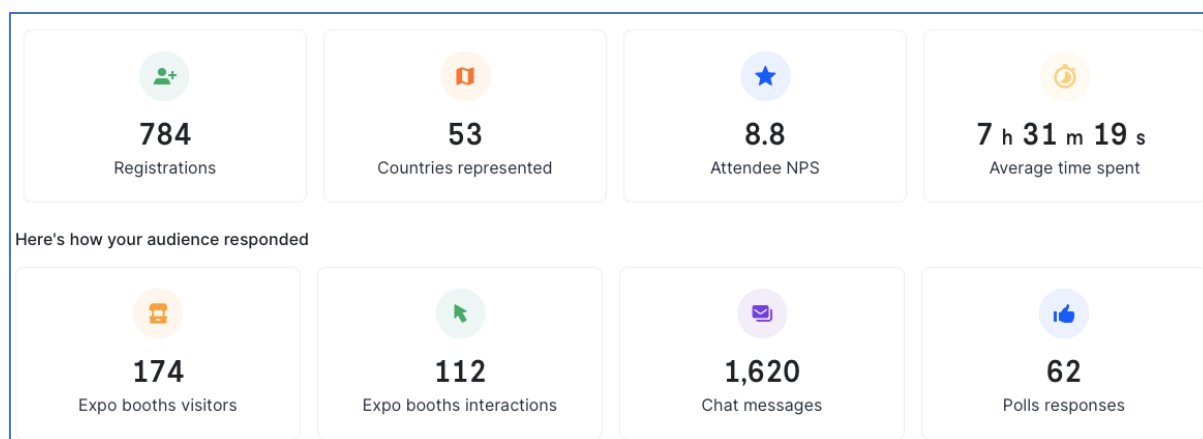 784
Registrations
53
Countries represented
8.8
Attendee NPS
7 h 31 m 19 s
Average time spent
Here's how your audience responded
174
Expo booths visitors
112
Expo booths interactions
1,620
Chat messages
62
Polls responses